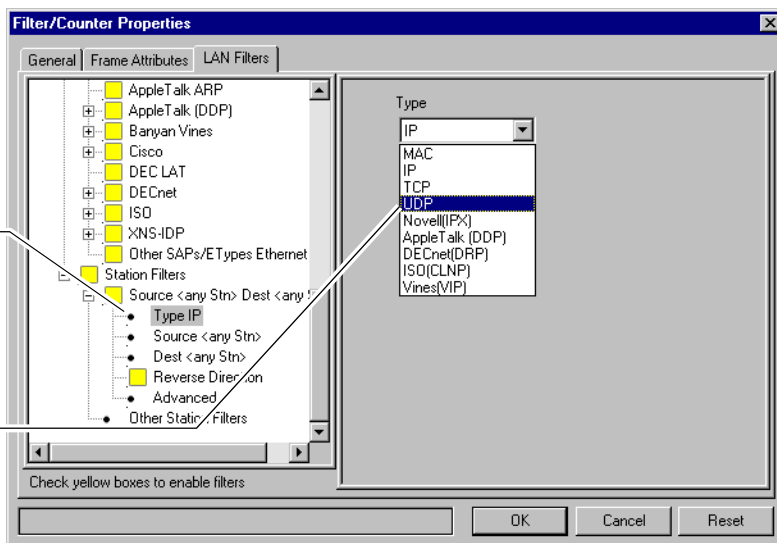 Filter/Counter Properties
General
Frame Attributes
LAN Filters
AppleTalk ARP
AppleTalk (DDP)
Banyan Vines
Cisco
DEC LAT
DECnet
ISO
XNS-IDP
Other SAPs/ETypes Ethernet
Station Filters
Source <any Stn> Dest <any
Type IP
Source <any Stn>
Dest <any Stn>
Reverse Direction
Advanced
Other Station Filters
Check yellow boxes to enable filters
Type
IP
MAC
IP
TCP
UDP
Novell(IPX)
AppleTalk (DDP)
DECnet(DRP)
ISO(CLNP)
Vines(VIP)
OK
Cancel
Reset